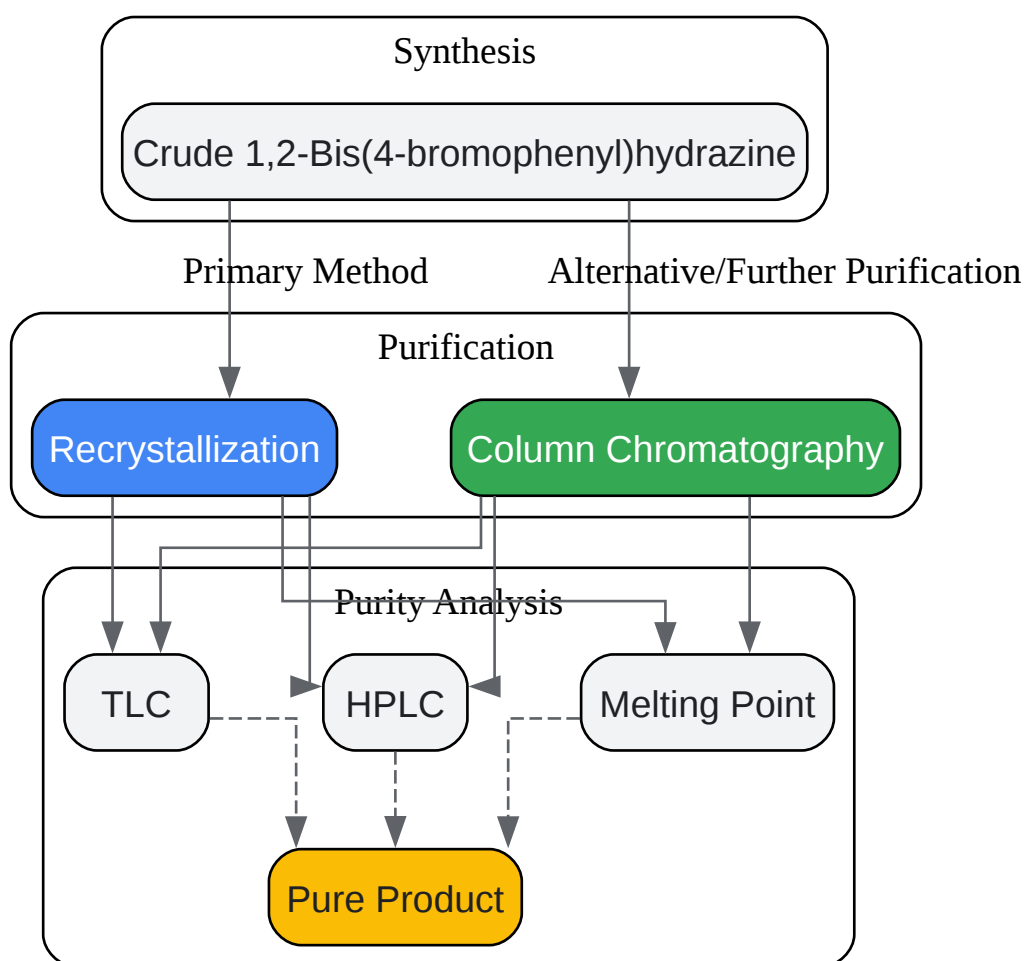 Synthesis
Crude 1,2-Bis(4-bromophenyl)hydrazine
Primary Method
Alternative/Further Purification
Purification
Recrystallization
Column Chromatography
Purity Analysis
TLC
HPLC
Melting Point
Pure Product